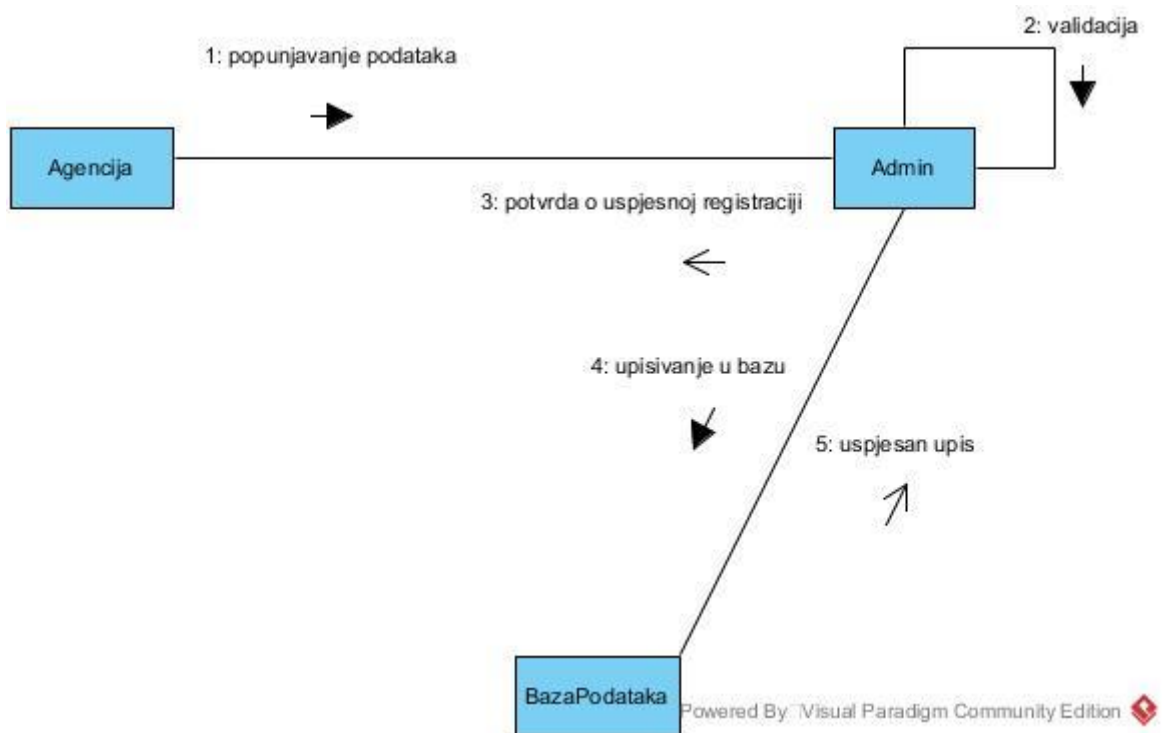 2: validacija
1: popunjavanje podataka
Agencija
Admin
3: potvrda o uspjesnoj registraciji
4: upisivanje u bazu
5: uspjesan upis
BazaPodataka
Powered By Visual Paradigm Community Edition